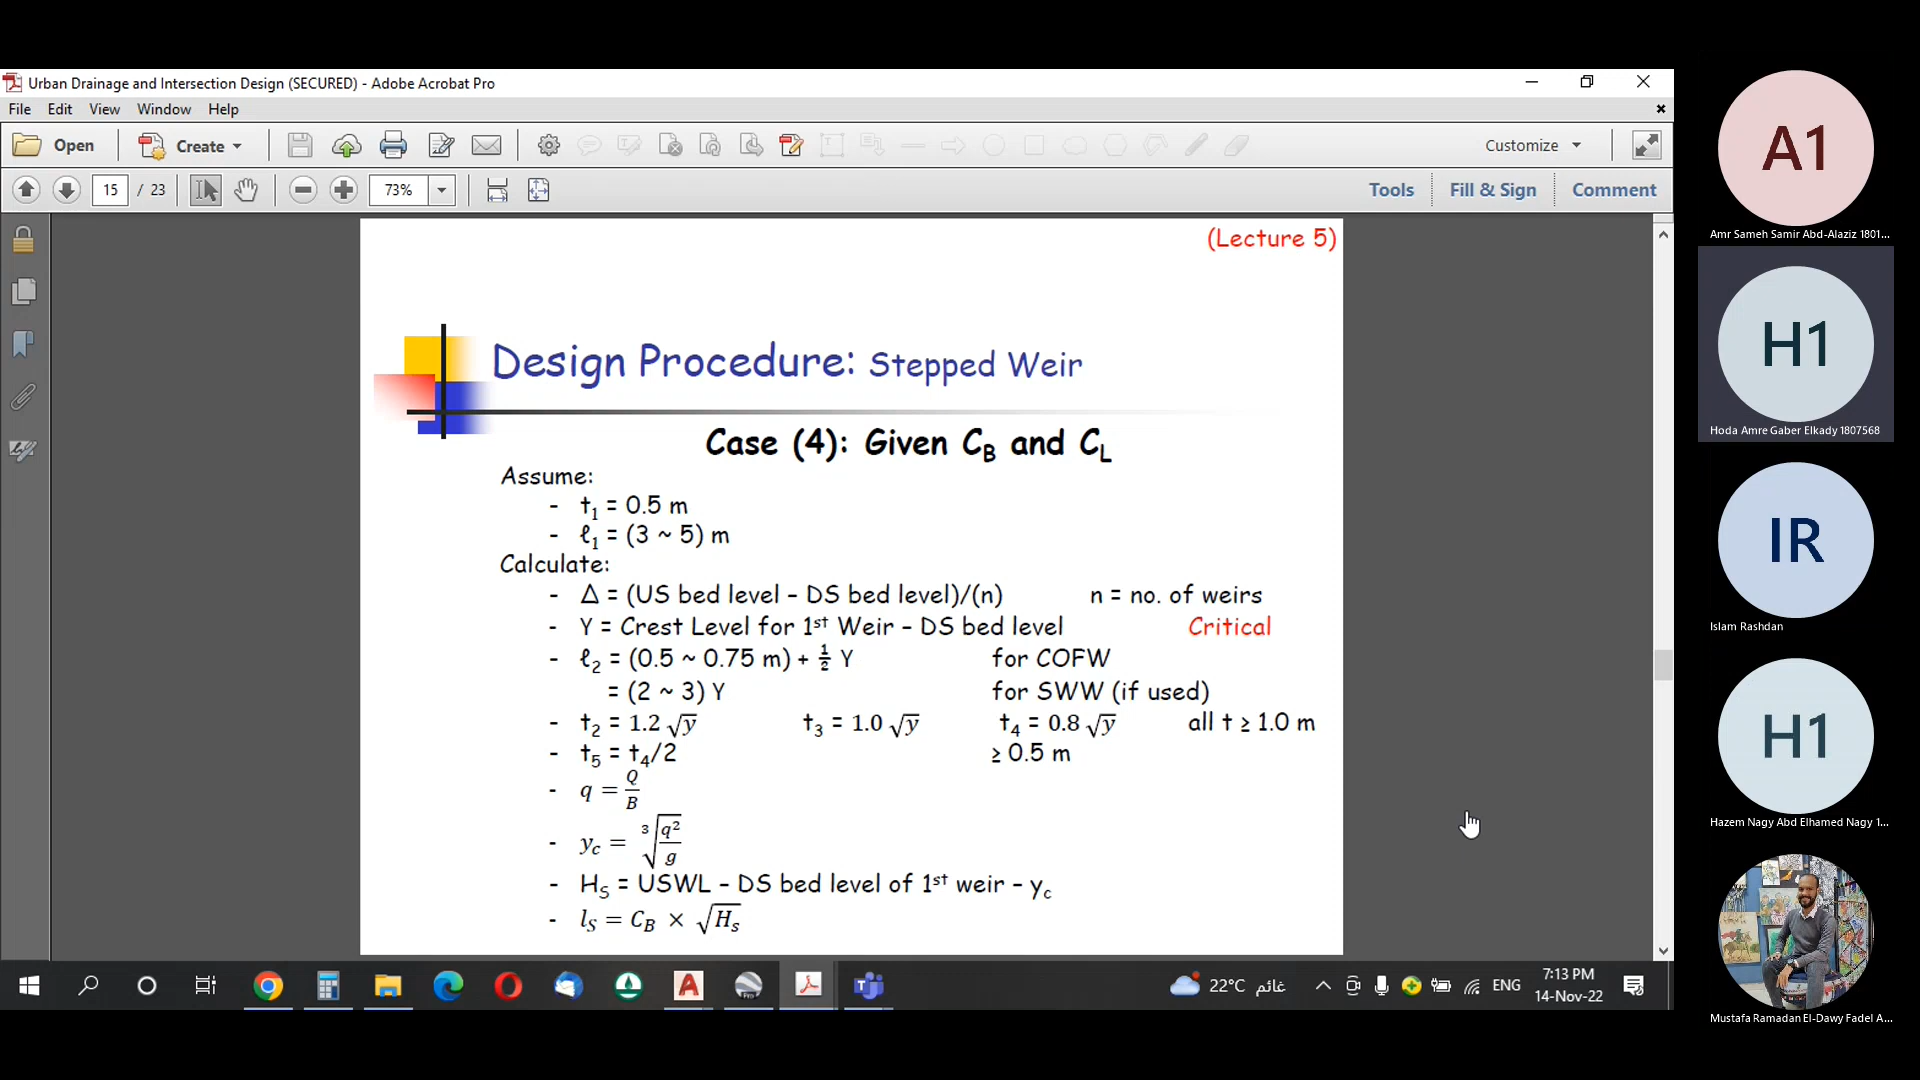 Urban Drainage and Intersection Design (SECURED) - Adobe Acrobat Pro
File Edit View Window Help
Open Create Customize
15 / 23 73% Tools Fill & Sign Comment
(Lecture 5)
Design Procedure: Stepped Weir
Case (4): Given C_B and C_L
Assume:
- t₁ = 0.5 m
- ℓ₁ = (3 ~ 5) m
Calculate:
- Δ = (US bed level – DS bed level)/(n) n = no. of weirs
- Y = Crest Level for 1st Weir – DS bed level Critical
- ℓ₂ = (0.5 ~ 0.75 m) + ½ Y for COFW
= (2 ~ 3) Y for SWW (if used)
- t₂ = 1.2 √y t₃ = 1.0 √y t₄ = 0.8 √y all t ≥ 1.0 m
- t₅ = t₄/2 ≥ 0.5 m
- q = Q/B
- y_c = ∛(q²/g)
- H_S = USWL – DS bed level of 1st weir – y_c
- l_S = C_B × √H_s
A1
Amr Sameh Samir Abd-Alaziz 1801...
H1
Hoda Amre Gaber Elkady 1807568
IR
Islam Rashdan
H1
Hazem Nagy Abd Elhamed Nagy 1...
Mustafa Ramadan El-Dawy Fadel A...
22°C غائم ENG 7:13 PM
14-Nov-22